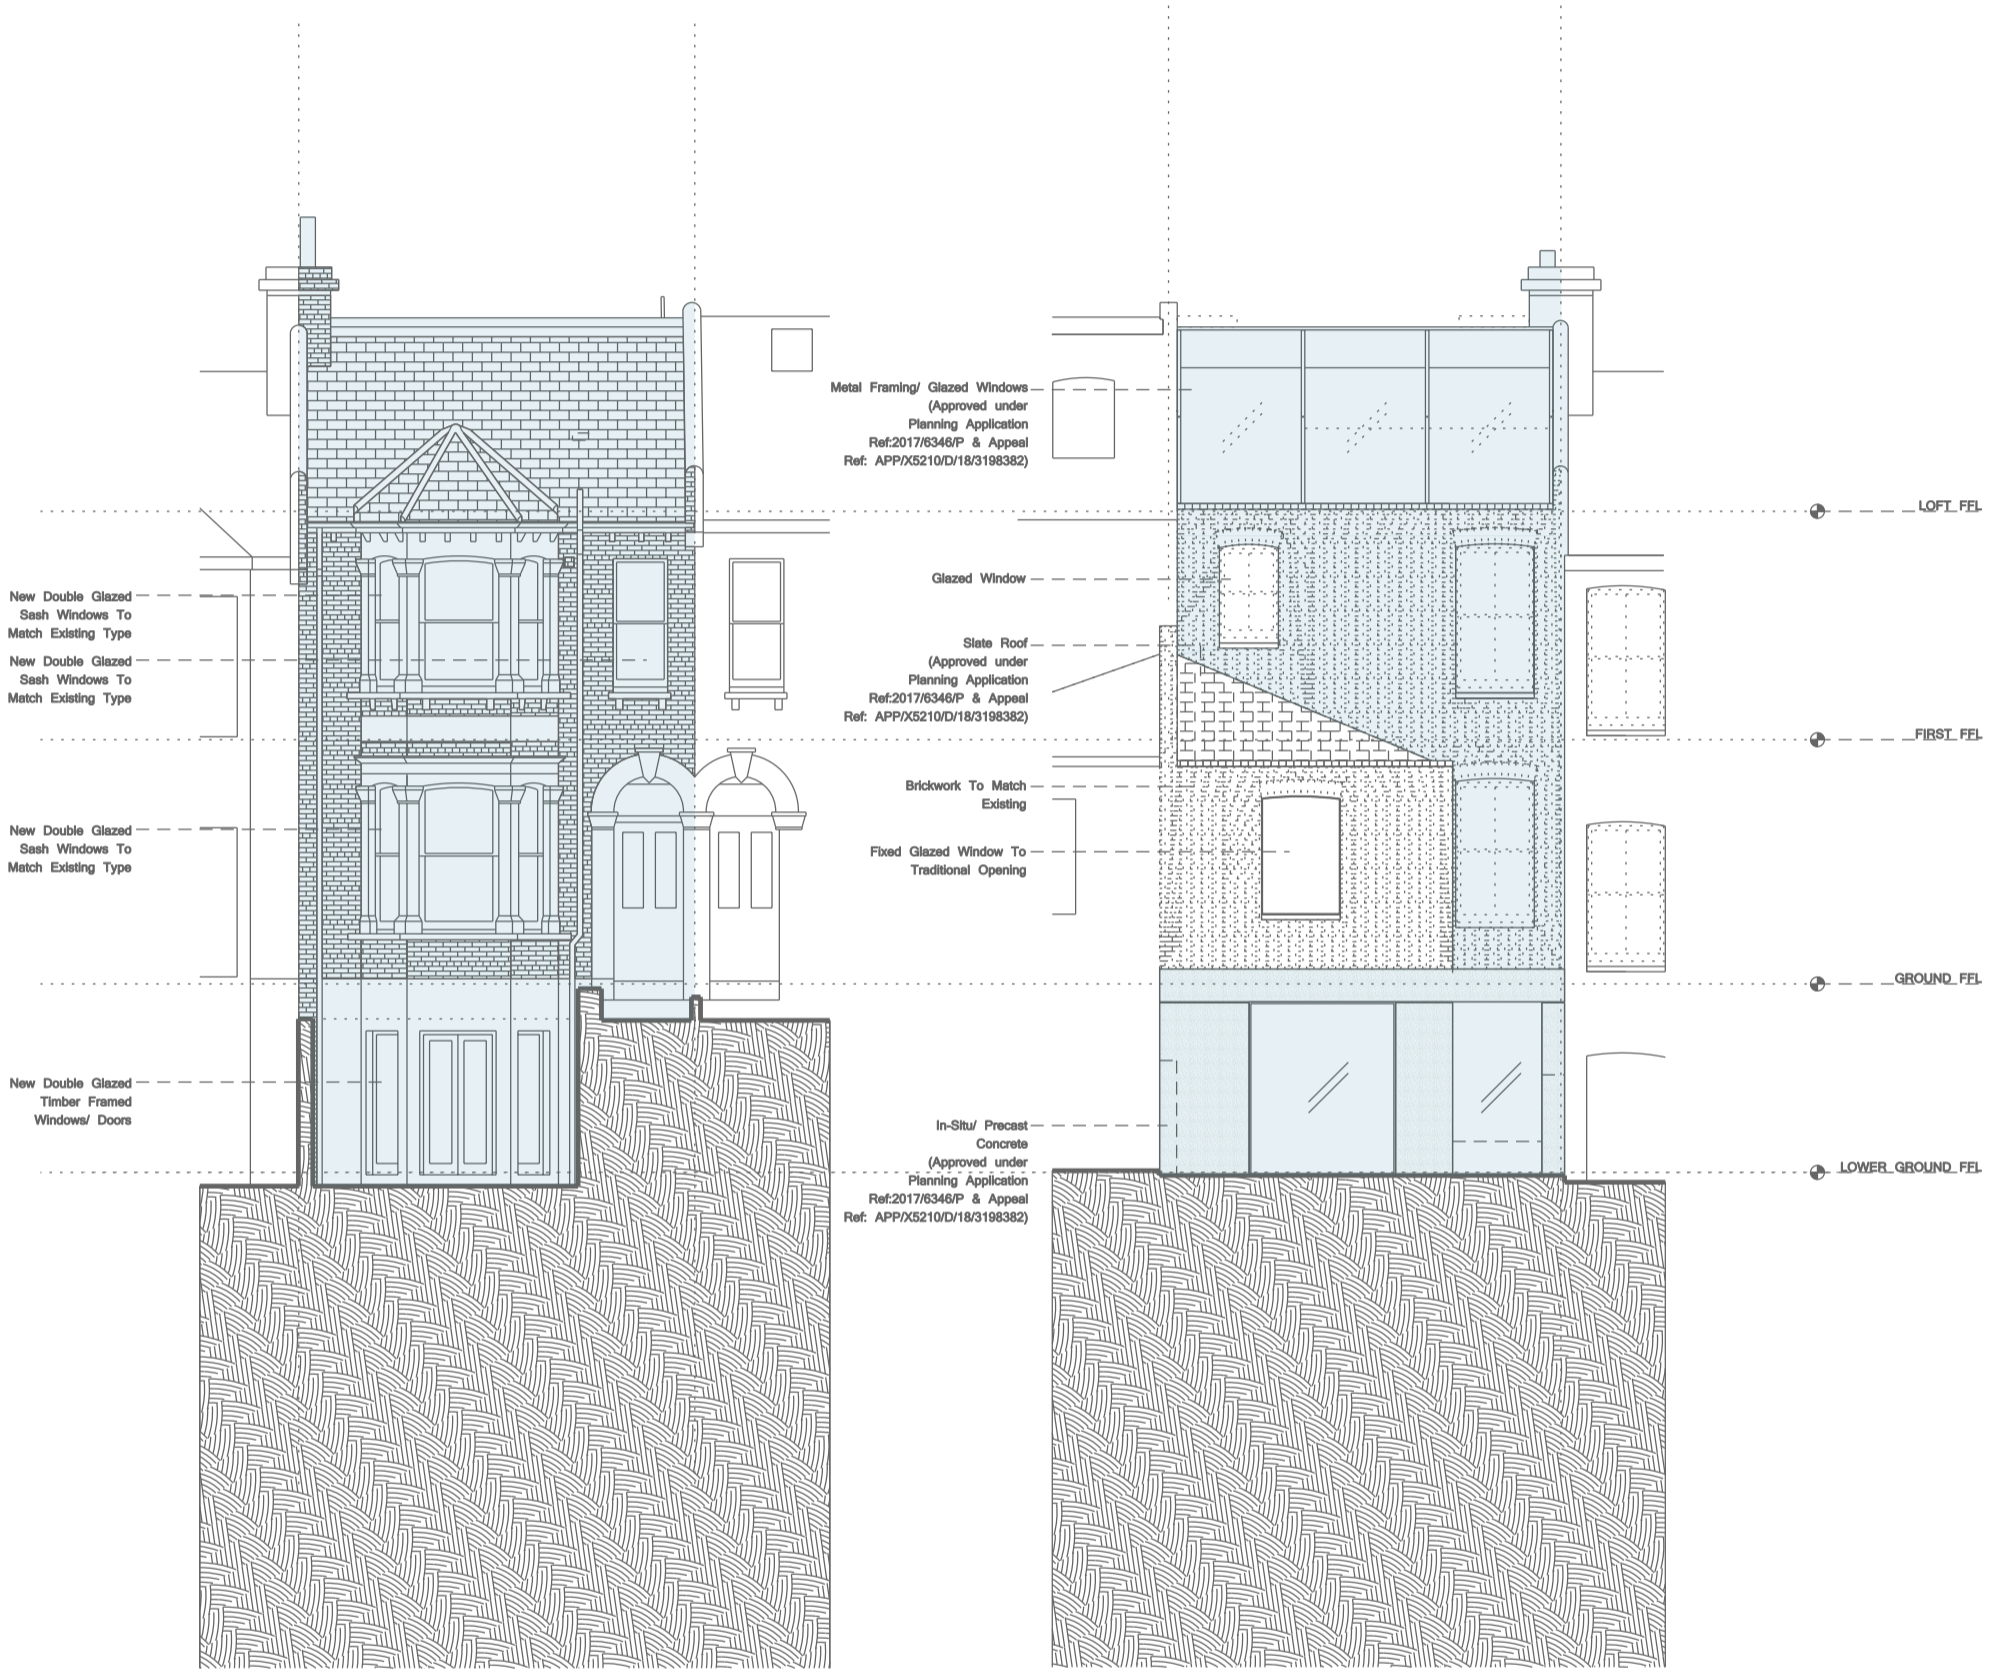 New Double Glazed
Sash Windows To
Match Existing Type
New Double Glazed
Sash Windows To
Match Existing Type
New Double Glazed
Sash Windows To
Match Existing Type
New Double Glazed
Timber Framed
Windows/ Doors
Metal Framing/ Glazed Windows
(Approved under
Planning Application
Ref:2017/6346/P & Appeal
Ref: APP/X5210/D/18/3198382)
Glazed Window
Slate Roof
(Approved under
Planning Application
Ref:2017/6346/P & Appeal
Ref: APP/X5210/D/18/3198382)
Brickwork To Match
Existing
Fixed Glazed Window To
Traditional Opening
In-Situ/ Precast
Concrete
(Approved under
Planning Application
Ref:2017/6346/P & Appeal
Ref: APP/X5210/D/18/3198382)
LOFT FFL
FIRST FFL
GROUND FFL
LOWER GROUND FFL